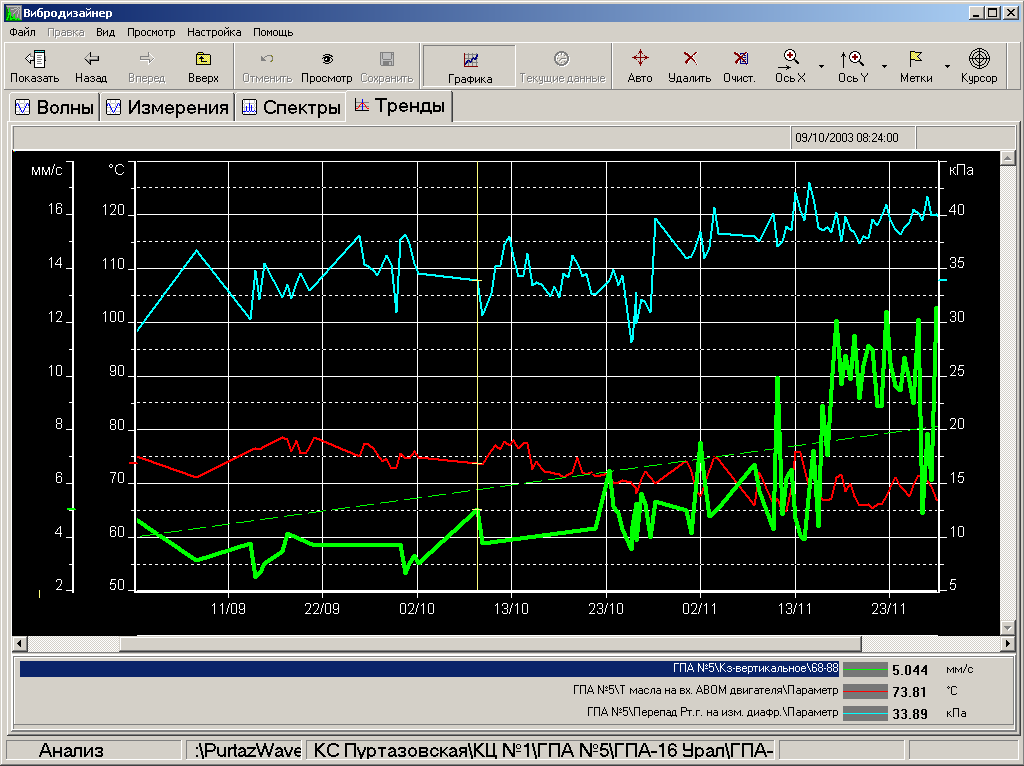 Вибродизайнер
Файл Правка Вид Просмотр Настройка Помощь
Показать Назад Вперед Вверх Отменить Просмотр Сохранить Графика Текущие данные Авто Удалить Очист. Ось X Ось Y Метки Курсор
Волны Измерения Спектры Тренды
09/10/2003 08:24:00
мм/с °C кПа
16 120 40
14 110 35
12 100 30
10 90 25
8 80 20
6 70 15
4 60 10
2 50 5
11/09 22/09 02/10 13/10 23/10 02/11 13/11 23/11
ГПА №5\Кз-вертикальное\68-88 5.044 мм/с
ГПА №5\Т масла на вх. АВОМ двигателя\Параметр 73.81 °C
ГПА №5\Перепад Рт.г. на изм. диафр.\Параметр 33.89 кПа
Анализ :\PurtazWave КС Пуртазовская\КЦ №1\ГПА №5\ГПА-16 Урал\ГПА-